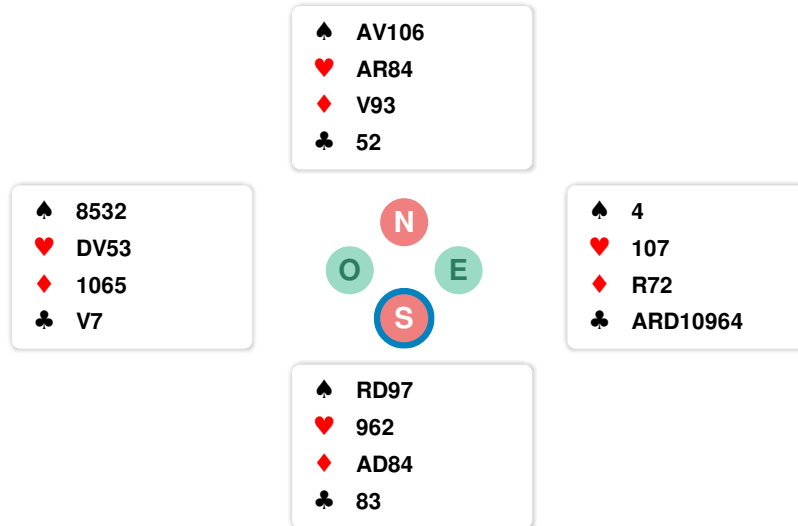 ♠ AV106
♥ AR84
♦ V93
♣ 52
♠ 8532
♥ DV53
♦ 1065
♣ V7
N
O E
S
♠ 4
♥ 107
♦ R72
♣ ARD10964
♠ RD97
♥ 962
♦ AD84
♣ 83